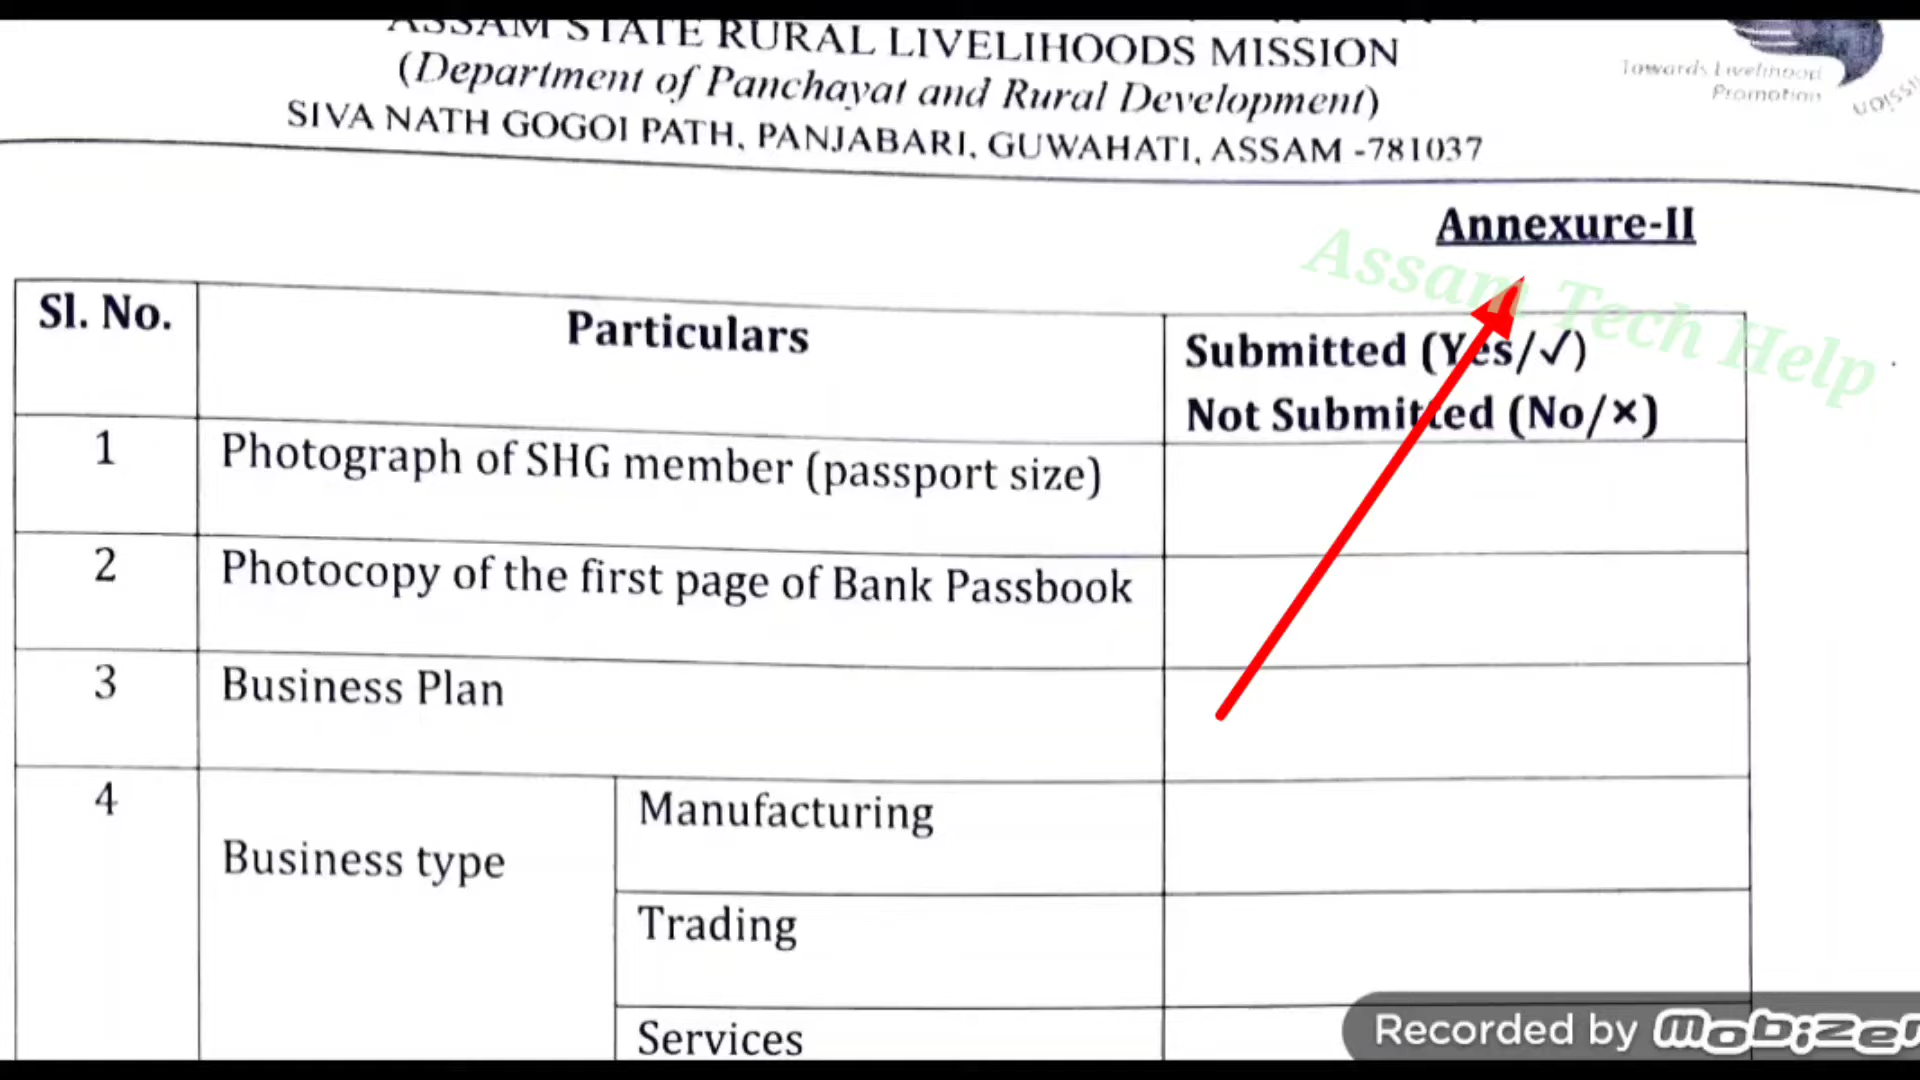 ASSAM STATE RURAL LIVELIHOODS MISSION
(Department of Panchayat and Rural Development)
SIVA NATH GOGOI PATH, PANJABARI, GUWAHATI, ASSAM -781037
Towards Livelihood
Promotion
Annexure-II
Assam Tech Help
Sl. No.
Particulars
Submitted (Yes/✓)
Not Submitted (No/×)
1
Photograph of SHG member (passport size)
2
Photocopy of the first page of Bank Passbook
3
Business Plan
4
Business type
Manufacturing
Trading
Services
Recorded by